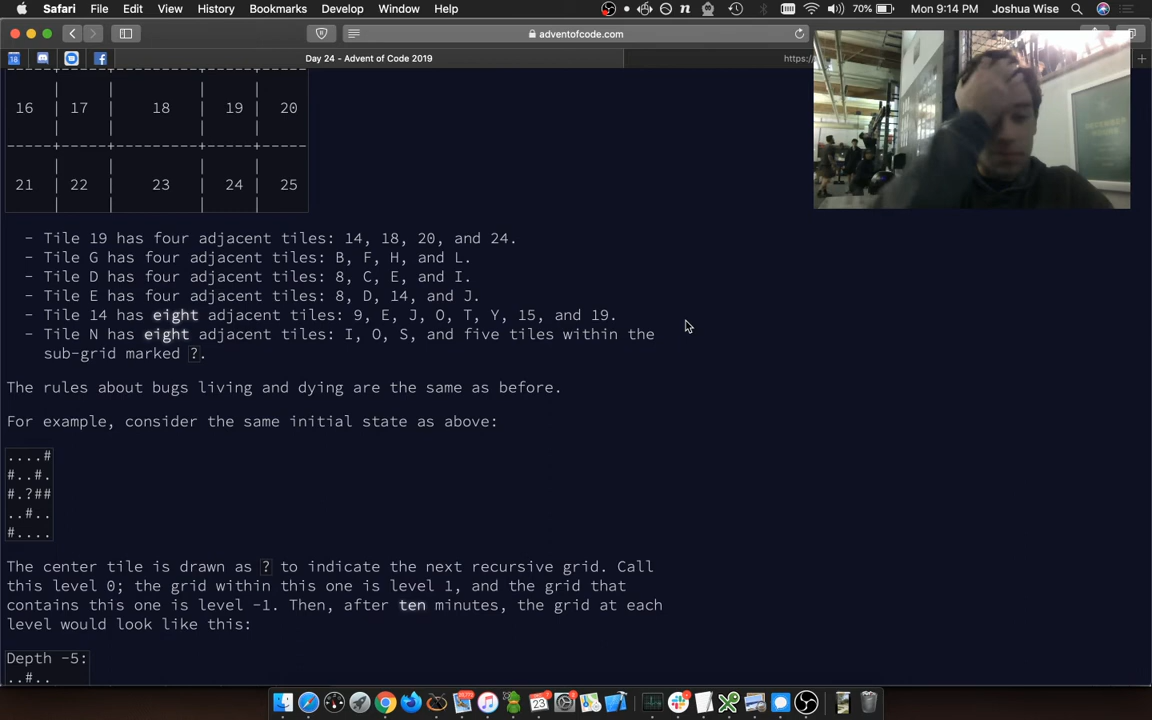 Safari File Edit View History Bookmarks Develop Window Help 70% Mon 9:14 PM Joshua Wise
adventofcode.com
Day 24 - Advent of Code 2019 https:/
16 | 17 | 18 | 19 | 20
21 | 22 | 23 | 24 | 25
- Tile 19 has four adjacent tiles: 14, 18, 20, and 24.
- Tile G has four adjacent tiles: B, F, H, and L.
- Tile D has four adjacent tiles: 8, C, E, and I.
- Tile E has four adjacent tiles: 8, D, 14, and J.
- Tile 14 has eight adjacent tiles: 9, E, J, O, T, Y, 15, and 19.
- Tile N has eight adjacent tiles: I, O, S, and five tiles within the
sub-grid marked ?.
The rules about bugs living and dying are the same as before.
For example, consider the same initial state as above:
....#
#..#.
#.?##
..#..
#....
The center tile is drawn as ? to indicate the next recursive grid. Call
this level 0; the grid within this one is level 1, and the grid that
contains this one is level -1. Then, after ten minutes, the grid at each
level would look like this:
Depth -5:
..#..